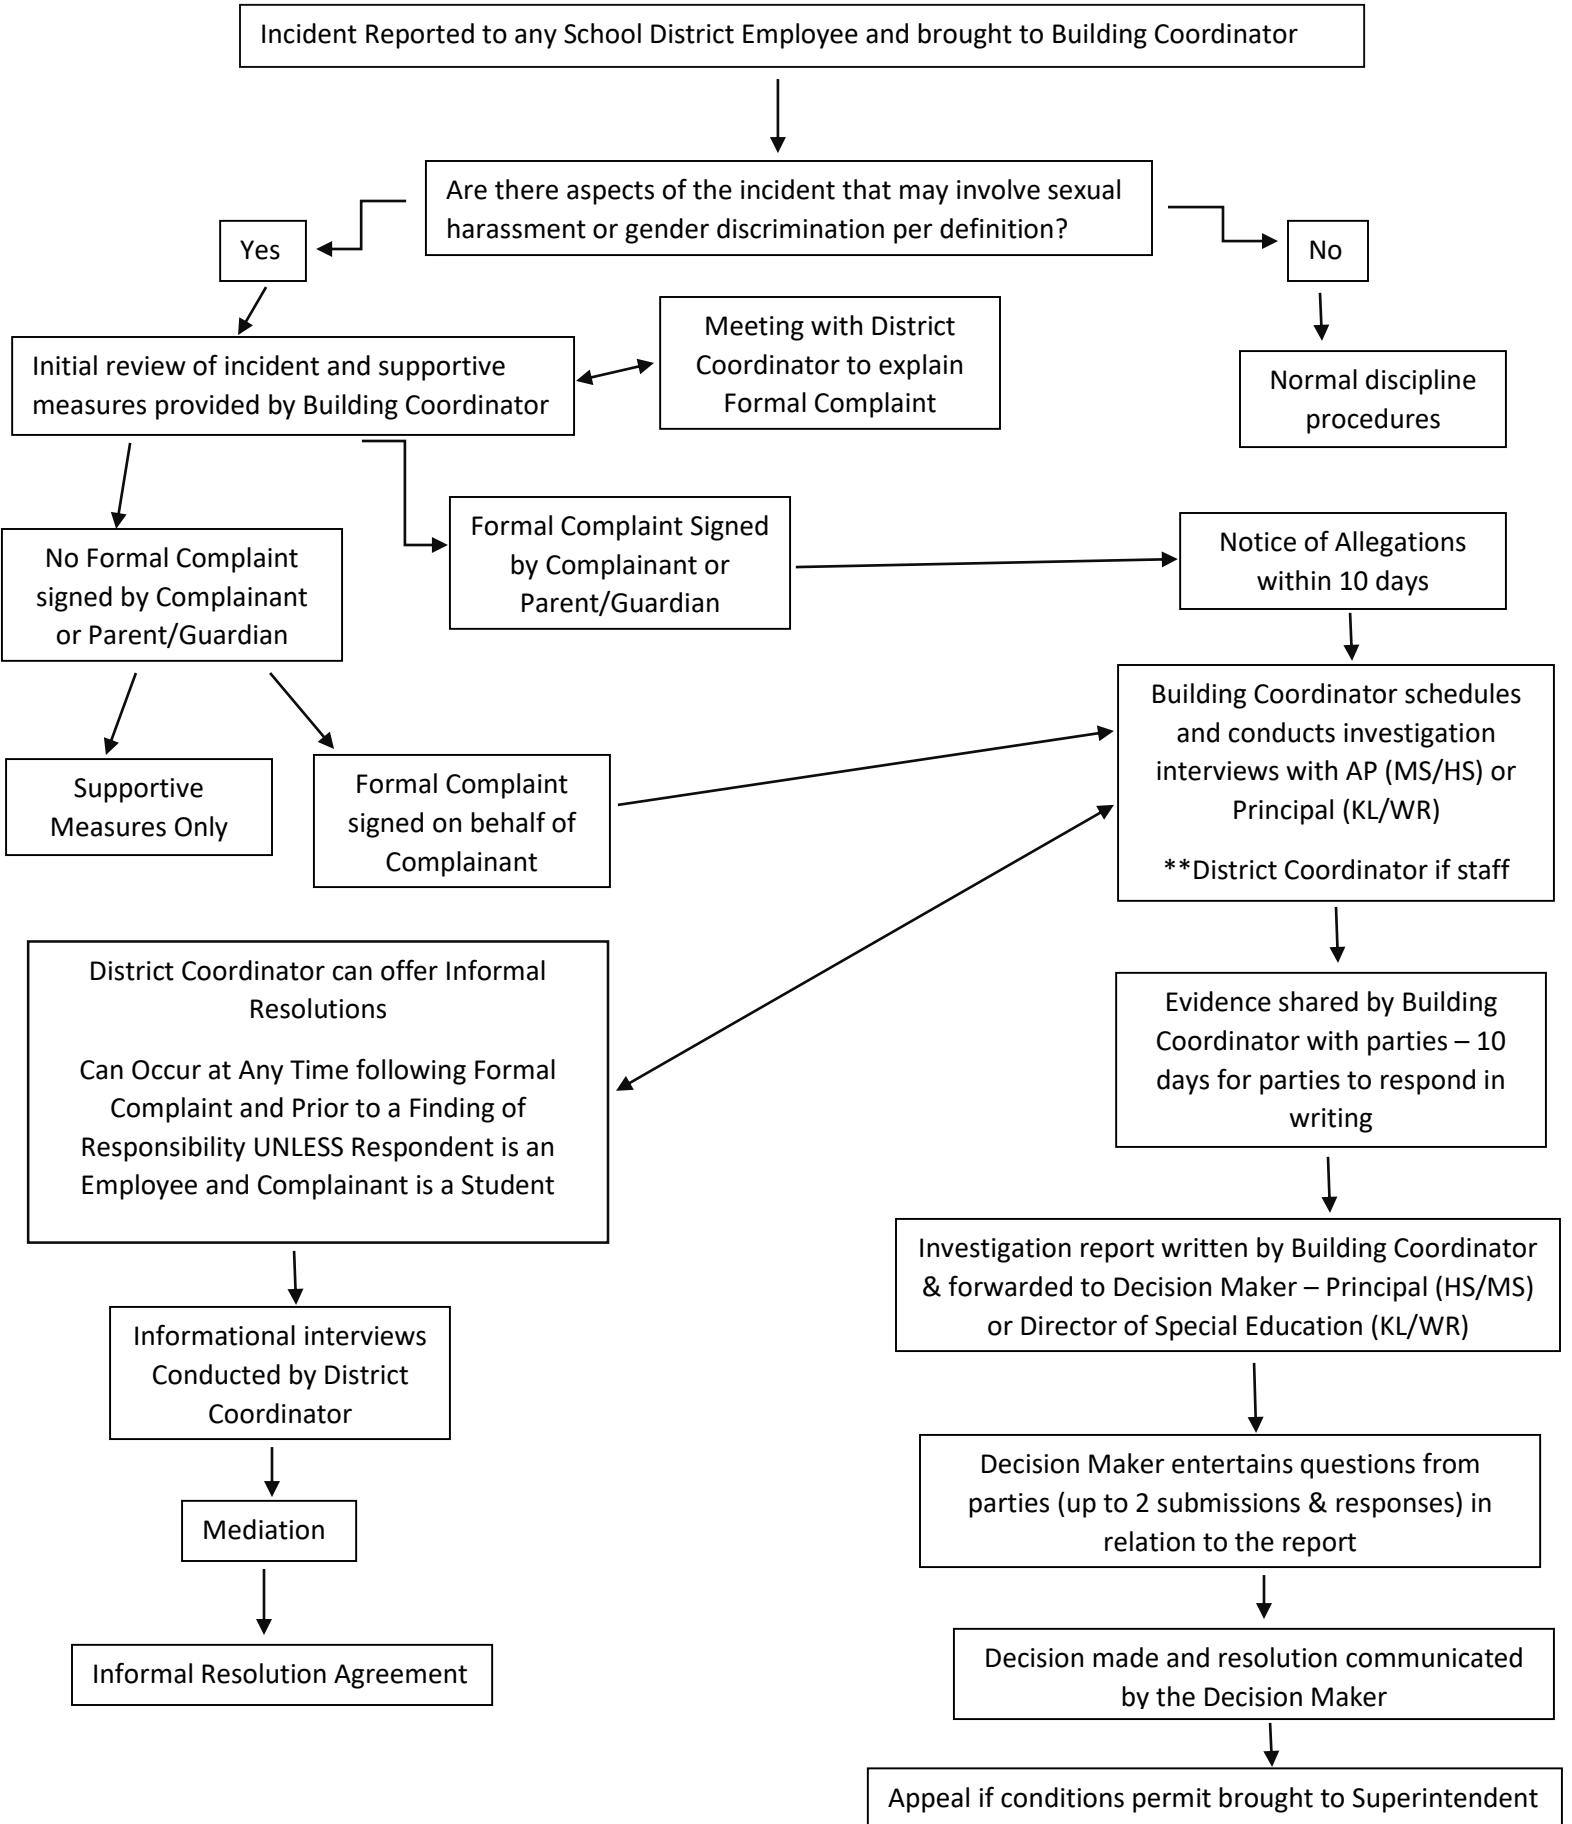 Incident Reported to any School District Employee and brought to Building Coordinator
Are there aspects of the incident that may involve sexual
harassment or gender discrimination per definition?
Yes
No
Meeting with District
Coordinator to explain
Formal Complaint
Initial review of incident and supportive
measures provided by Building Coordinator
Normal discipline
procedures
Formal Complaint Signed
by Complainant or
Parent/Guardian
Notice of Allegations
within 10 days
No Formal Complaint
signed by Complainant
or Parent/Guardian
Building Coordinator schedules
and conducts investigation
interviews with AP (MS/HS) or
Principal (KL/WR)
**District Coordinator if staff
Supportive
Measures Only
Formal Complaint
signed on behalf of
Complainant
District Coordinator can offer Informal
Resolutions
Can Occur at Any Time following Formal
Complaint and Prior to a Finding of
Responsibility UNLESS Respondent is an
Employee and Complainant is a Student
Evidence shared by Building
Coordinator with parties – 10
days for parties to respond in
writing
Investigation report written by Building Coordinator
& forwarded to Decision Maker – Principal (HS/MS)
or Director of Special Education (KL/WR)
Informational interviews
Conducted by District
Coordinator
Decision Maker entertains questions from
parties (up to 2 submissions & responses) in
relation to the report
Mediation
Informal Resolution Agreement
Decision made and resolution communicated
by the Decision Maker
Appeal if conditions permit brought to Superintendent